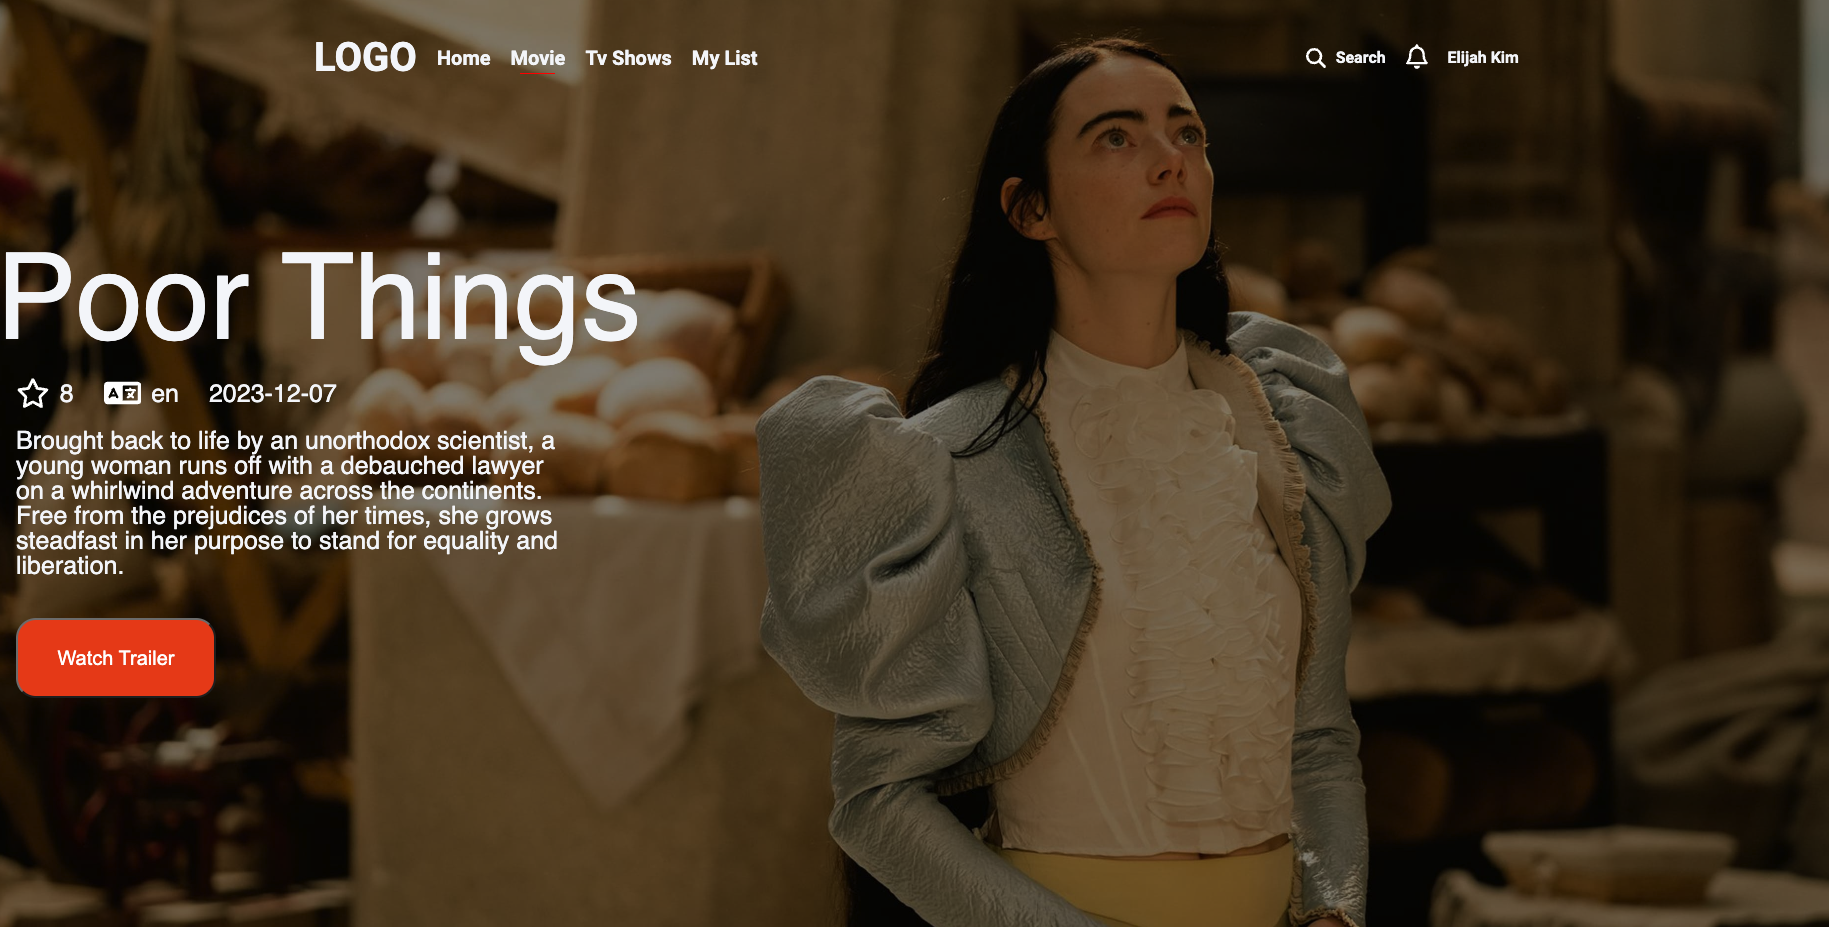 LOGO Home Movie Tv Shows My List Search Elijah Kim
Poor Things
8 en 2023-12-07
Brought back to life by an unorthodox scientist, a
young woman runs off with a debauched lawyer
on a whirlwind adventure across the continents.
Free from the prejudices of her times, she grows
steadfast in her purpose to stand for equality and
liberation.
Watch Trailer